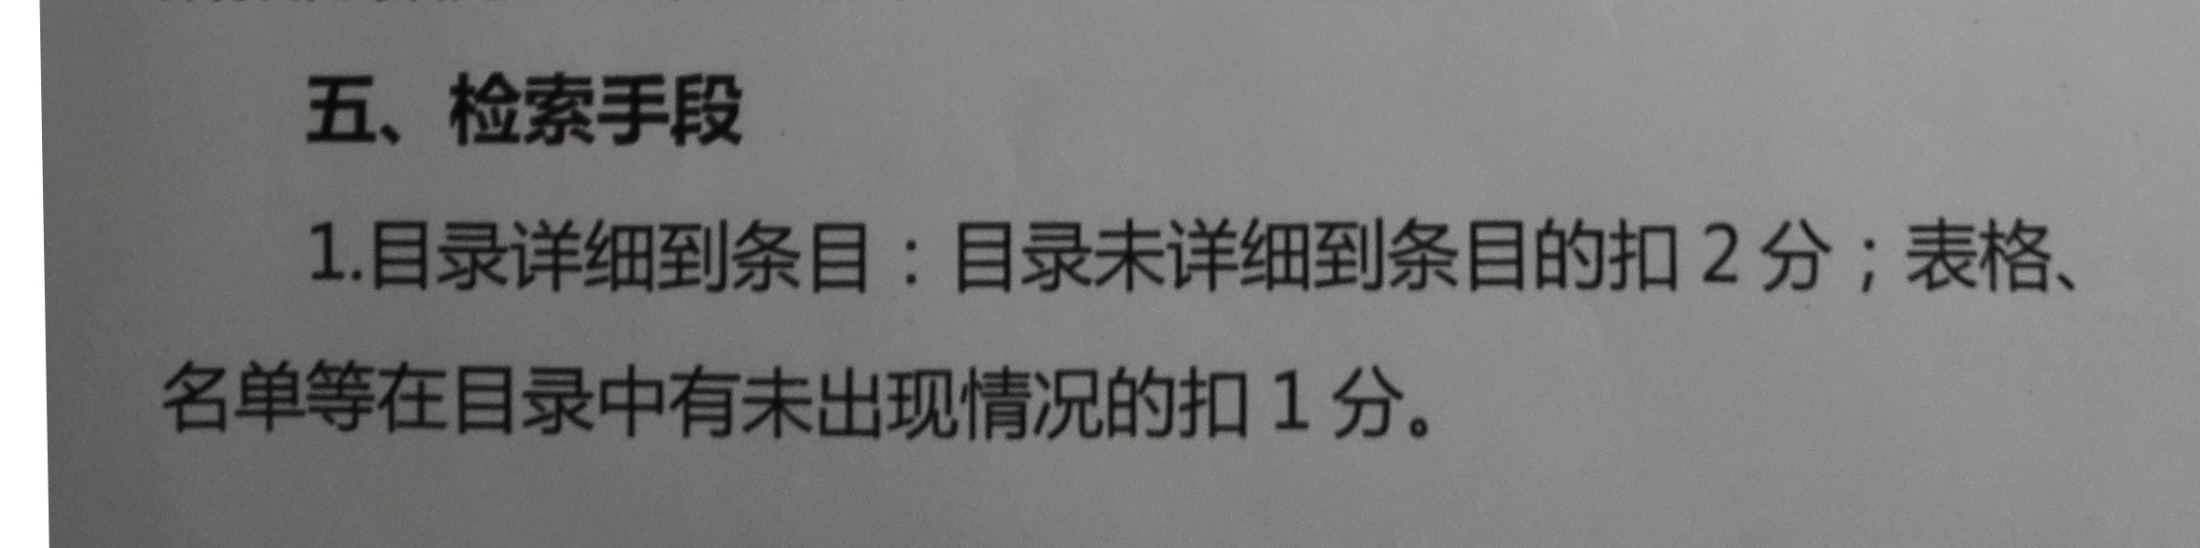 五、检索手段
1.目录详细到条目：目录未详细到条目的扣 2 分；表格、
名单等在目录中有未出现情况的扣 1 分。